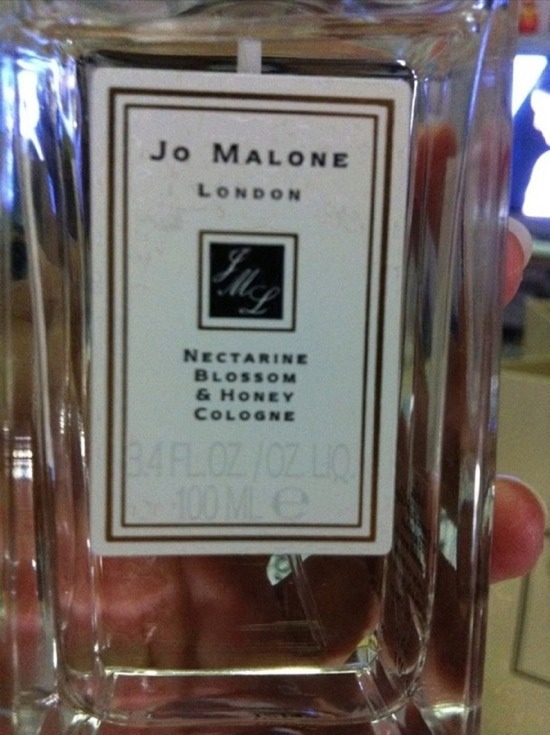 Jo Malone
London
JML
Nectarine
Blossom
& Honey
Cologne
3.4 FL.OZ / OZ. LIQ.
100 ML ℮